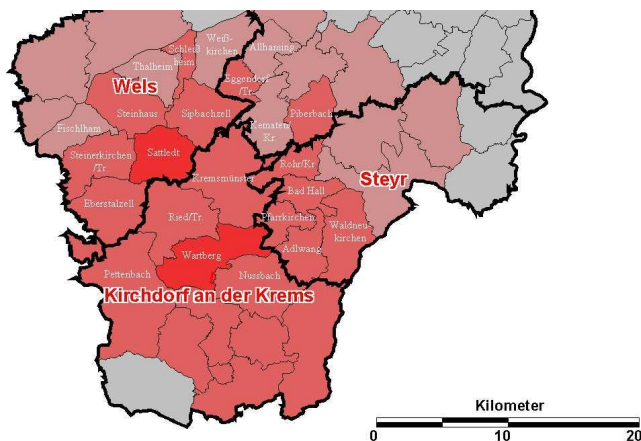 Weiß-
kirchen
Allhaming
Schleiß
heim
Thalheim
Eggendorf
/Tr.
Wels
Steinhaus
Sipbachzell
Piberbach
Fischlham
Kematen/
Kr.
Steinerkirchen
/Tr
Sattledt
Rohr/Kr
Kremsmünster
Steyr
Bad Hall
Eberstalzell
Ried/Tr.
Pfarrkirchen
Waldneu
kirchen
Adlwang
Wartberg
Pettenbach
Nussbach
Kirchdorf an der Krems
Kilometer
0 10 20